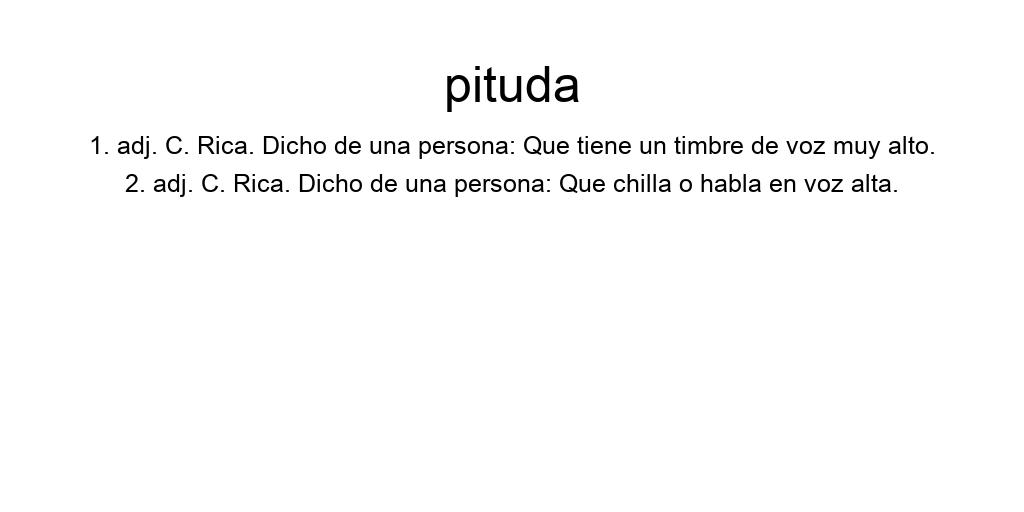 pituda
1. adj. C. Rica. Dicho de una persona: Que tiene un timbre de voz muy alto.
2. adj. C. Rica. Dicho de una persona: Que chilla o habla en voz alta.